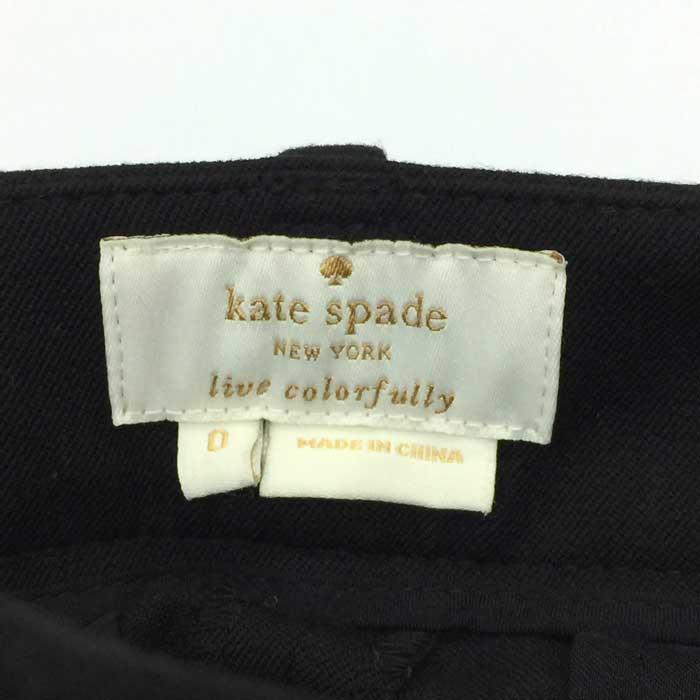 kate spade
NEW YORK
live colorfully
0
MADE IN CHINA